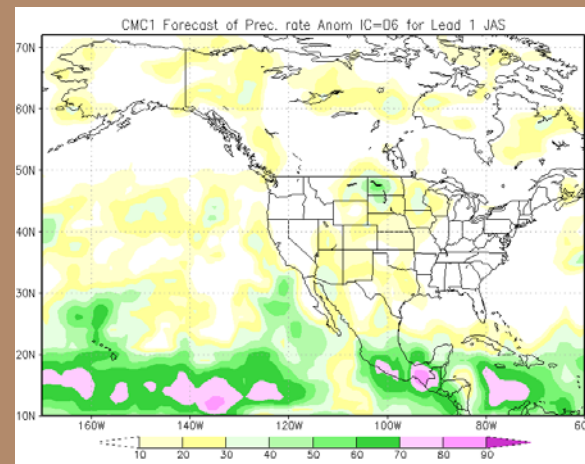 CMC1 Forecast of Prec. rate Anom IC=06 for Lead 1 JAS
70N
60N
50N
40N
30N
20N
10N
160W 140W 120W 100W 80W 60
10 20 30 40 50 60 70 80 90